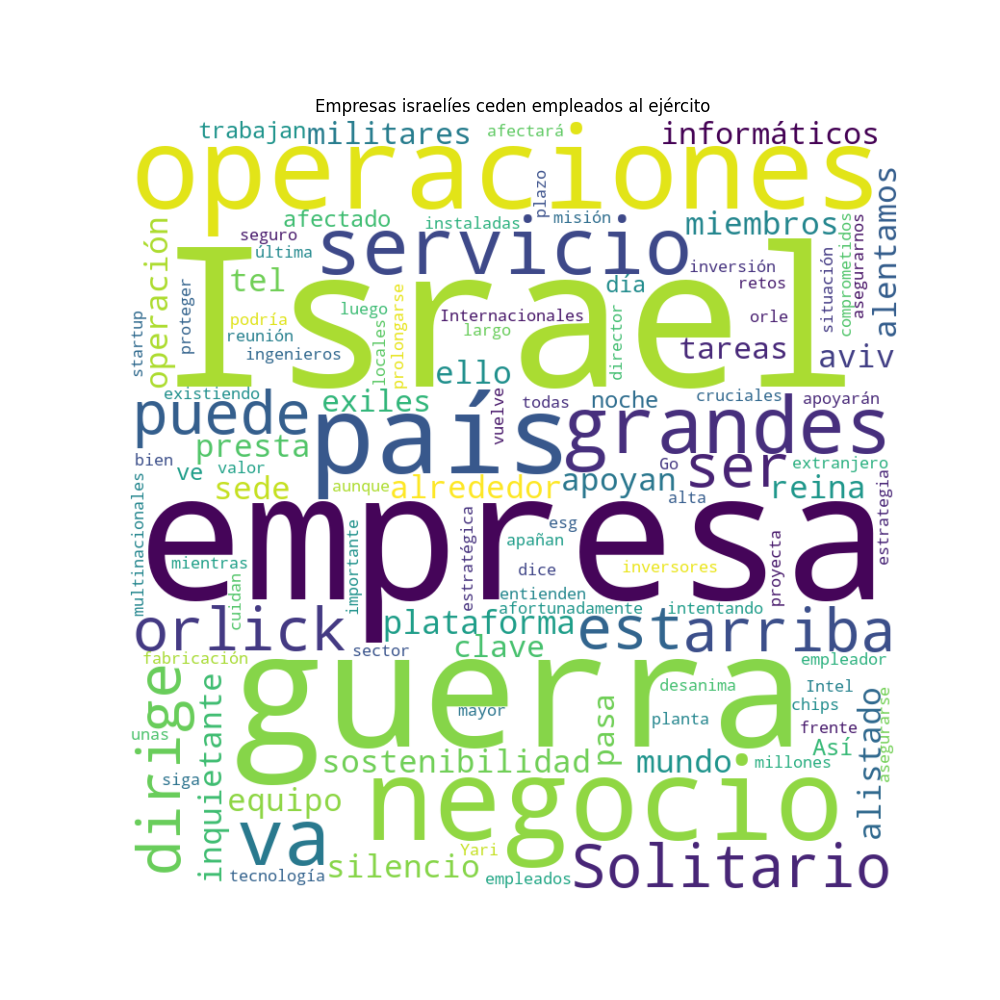 Empresas israelíes ceden empleados al ejército
trabajan militares afectará informáticos
operaciones
plazo
afectado instaladas misión miembros
seguro servicio
última
tel día inversión
retos
Israel
operación
proteger
startup
podría luego Internacionales orle
reunión largo
ingenieros
locales
prolongarse
director
situación
comprometidos
asegurarnos
alentamos
tareas aviv
ello
existiendo exiles todas noche cruciales apoyarán
puede país vuelve grandes
presta
bien ve valor
sede aunque alrededor apoyan Go ser extranjero
reina
alta
empresa
multinacionales
mientras
cuidan
importante
estratégica
esg
apañan
dice
inversores
entienden
proyecta
estrategia
afortunadamente intentando
orlick plataforma est arriba
sector clave
fabricación empleador
guerra
desanima Intel
mayor planta chips
frente
unas
dirige
inquietante
siga
sostenibilidad pasa mundo millones Así
alistado
asegurarse
equipo negocio
va
Yari
silencio Solitario
tecnología empleados